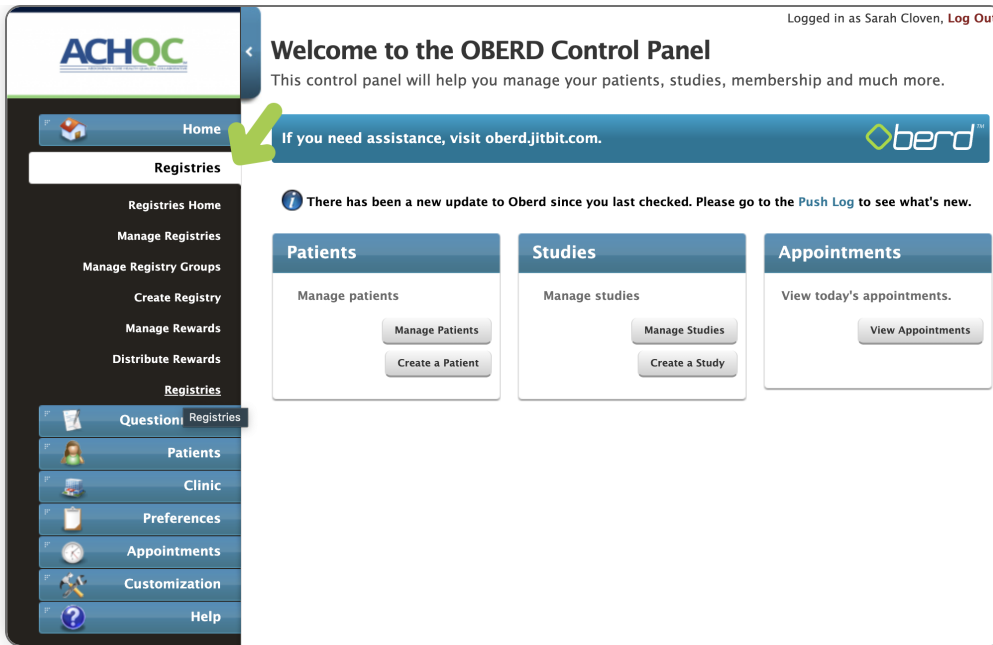 Logged in as Sarah Cloven, Log Out
ACHQC
Welcome to the OBERD Control Panel
This control panel will help you manage your patients, studies, membership and much more.
Home
If you need assistance, visit oberd.jitbit.com.
Oberd™
Registries
Registries Home
There has been a new update to Oberd since you last checked. Please go to the Push Log to see what's new.
Manage Registries
Manage Registry Groups
Create Registry
Manage Rewards
Distribute Rewards
Registries
Registries
Patients
Clinic
Preferences
Appointments
Customization
Help
Patients
Manage patients
Manage Patients
Create a Patient
Studies
Manage studies
Manage Studies
Create a Study
Appointments
View today's appointments.
View Appointments